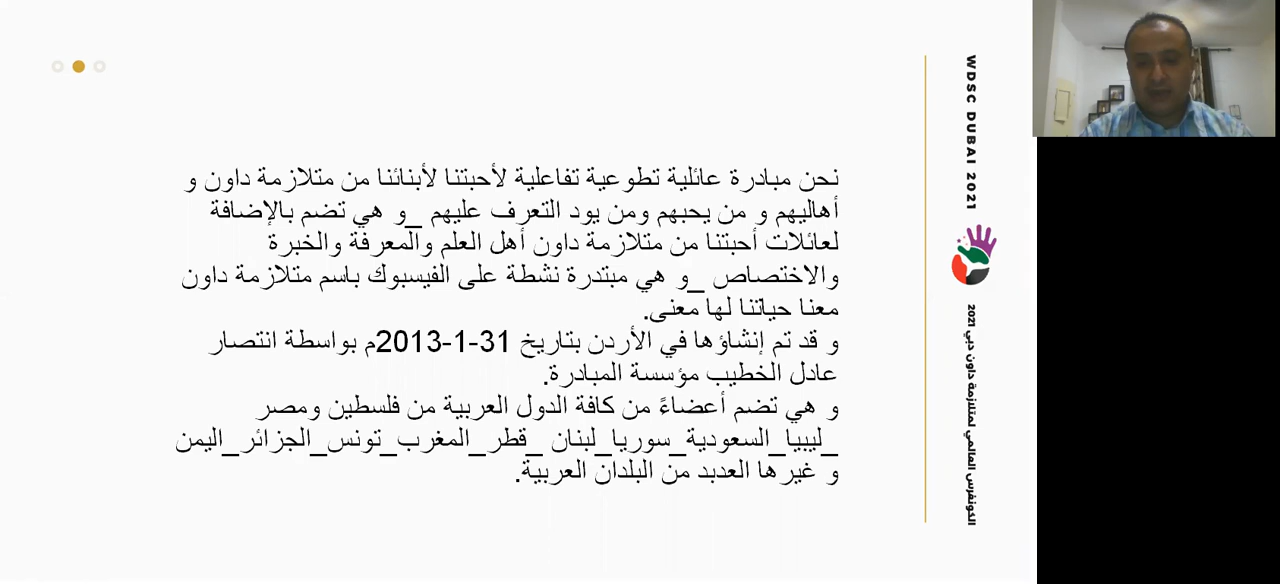 نحن مبادرة عائلية تطوعية تفاعلية لأحبتنا لأبنائنا من متلازمة داون و
أهاليهم و من يحبهم ومن يود التعرف عليهم _و هي تضم بالإضافة
لعائلات أحبتنا من متلازمة داون أهل العلم والمعرفة والخبرة
والاختصاص _و هي مبتدرة نشطة على الفيسبوك باسم متلازمة داون
معنا حياتنا لها معنى.
و قد تم إنشاؤها في الأردن بتاريخ 31-1-2013م بواسطة انتصار
عادل الخطيب مؤسسة المبادرة.
و هي تضم أعضاءً من كافة الدول العربية من فلسطين ومصر
_ليبيا_السعودية_سوريا_لبنان _قطر_المغرب_تونس_الجزائر_اليمن
و غيرها العدبد من البلدان العربية.
WDSC DUBAI 2021
الكونفرس العالمي لمتلازمة داون دبي 2021